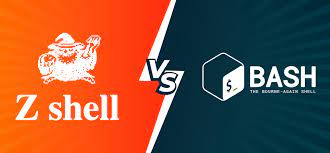 Z shell
VS
$_
BASH
THE BOURNE-AGAIN SHELL